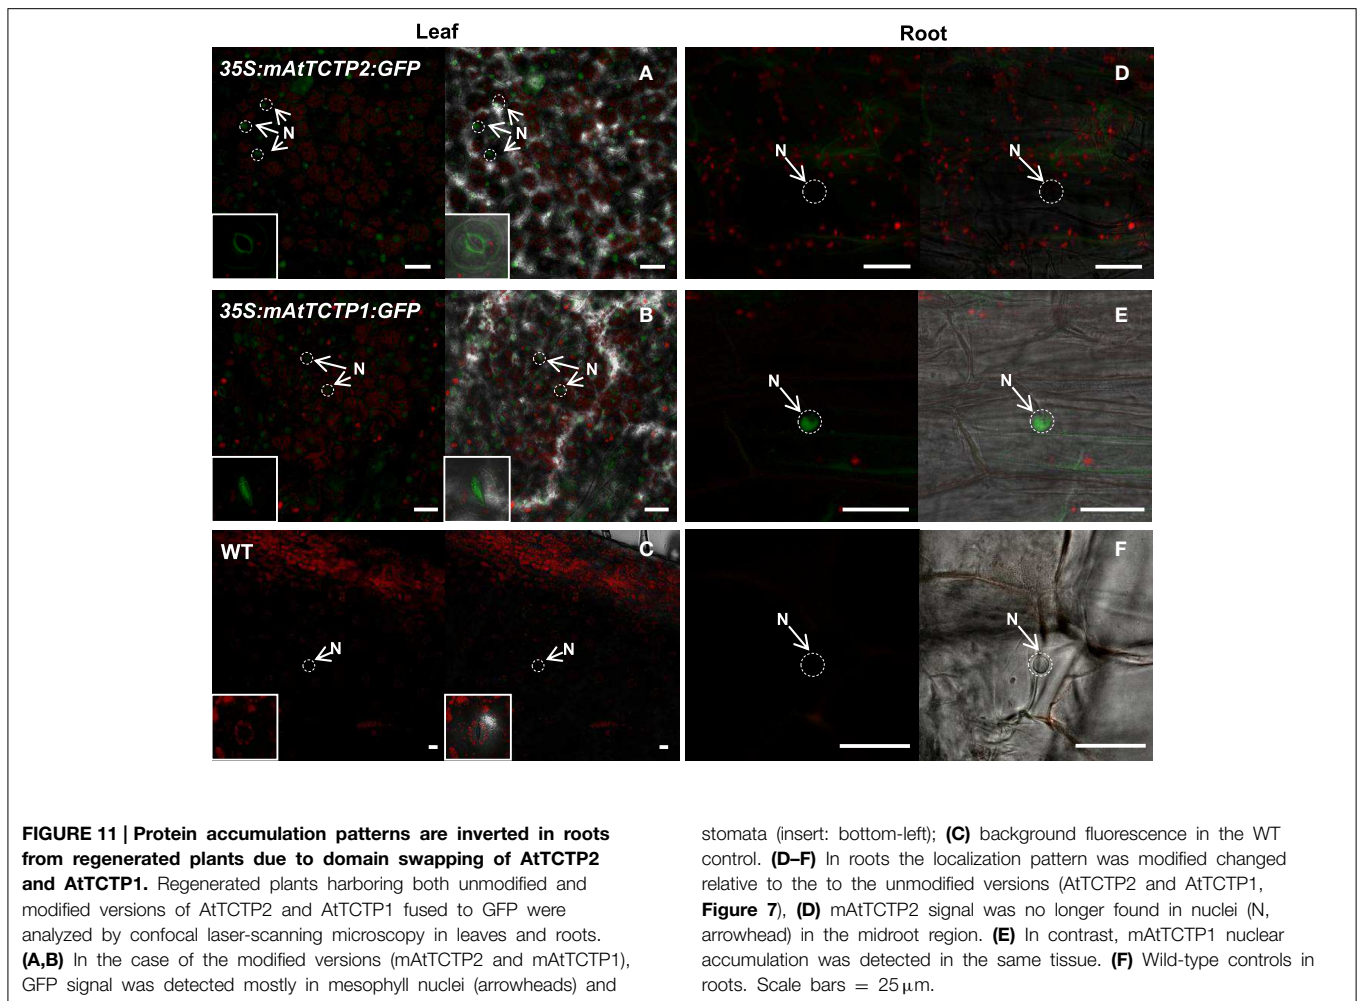 Leaf
Root
35S:mAtTCTP2:GFP
A
D
N
N
N
N
35S:mAtTCTP1:GFP
B
E
N
N
N
N
WT
C
F
N
N
N
N
FIGURE 11 | Protein accumulation patterns are inverted in roots
from regenerated plants due to domain swapping of AtTCTP2
and AtTCTP1. Regenerated plants harboring both unmodified and
modified versions of AtTCTP2 and AtTCTP1 fused to GFP were
analyzed by confocal laser-scanning microscopy in leaves and roots.
(A,B) In the case of the modified versions (mAtTCTP2 and mAtTCTP1),
GFP signal was detected mostly in mesophyll nuclei (arrowheads) and
stomata (insert: bottom-left); (C) background fluorescence in the WT
control. (D–F) In roots the localization pattern was modified changed
relative to the to the unmodified versions (AtTCTP2 and AtTCTP1,
Figure 7), (D) mAtTCTP2 signal was no longer found in nuclei (N,
arrowhead) in the midroot region. (E) In contrast, mAtTCTP1 nuclear
accumulation was detected in the same tissue. (F) Wild-type controls in
roots. Scale bars = 25 μm.